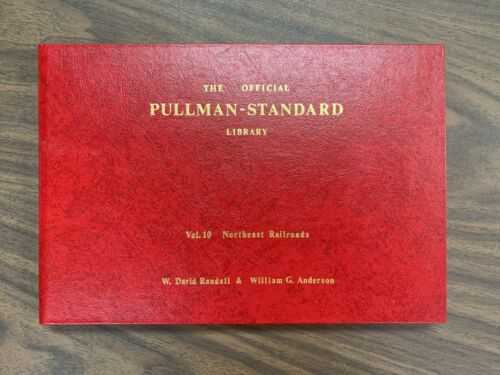 THE OFFICIAL
PULLMAN-STANDARD
LIBRARY
Vol. 10 Northeast Railroads
W. David Randall & William G. Anderson